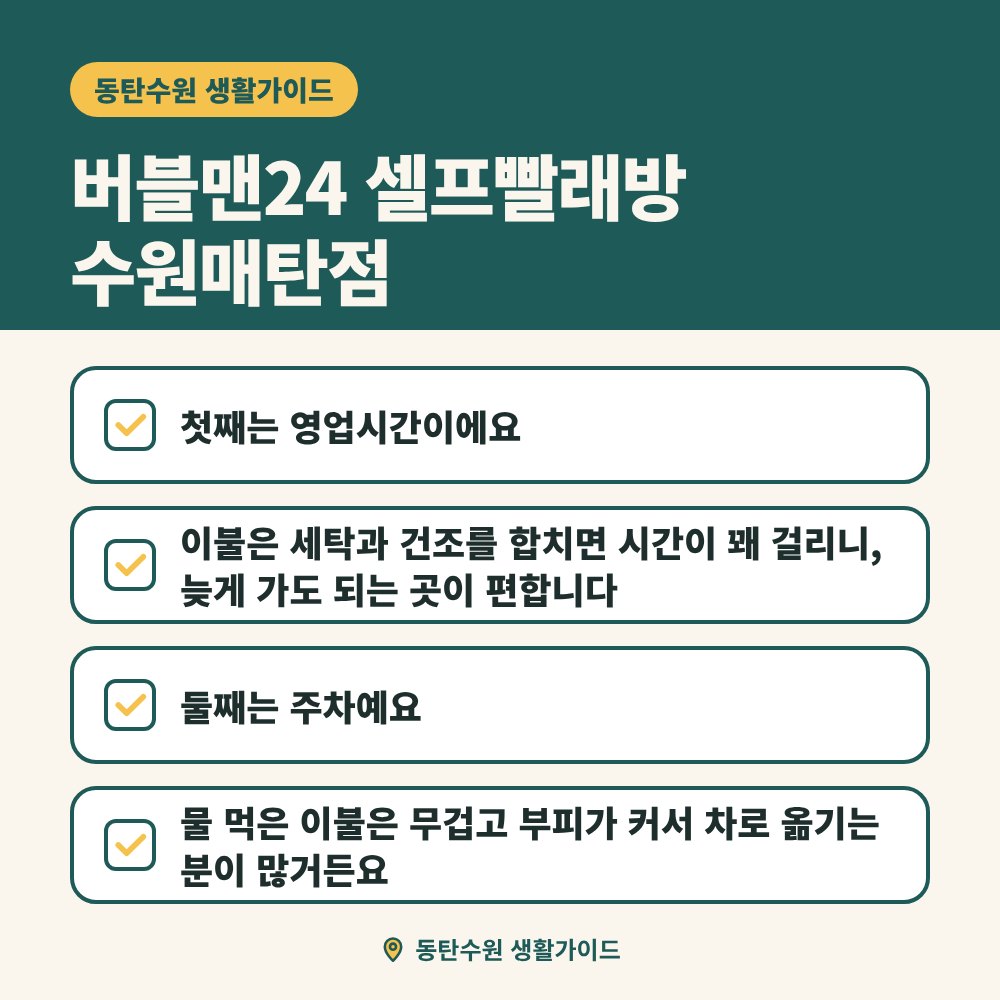 동탄수원 생활가이드
버블맨24 셀프빨래방
수원매탄점
첫째는 영업시간이에요
이불은 세탁과 건조를 합치면 시간이 꽤 걸리니,
늦게 가도 되는 곳이 편합니다
둘째는 주차예요
물 먹은 이불은 무겁고 부피가 커서 차로 옮기는
분이 많거든요
동탄수원 생활가이드